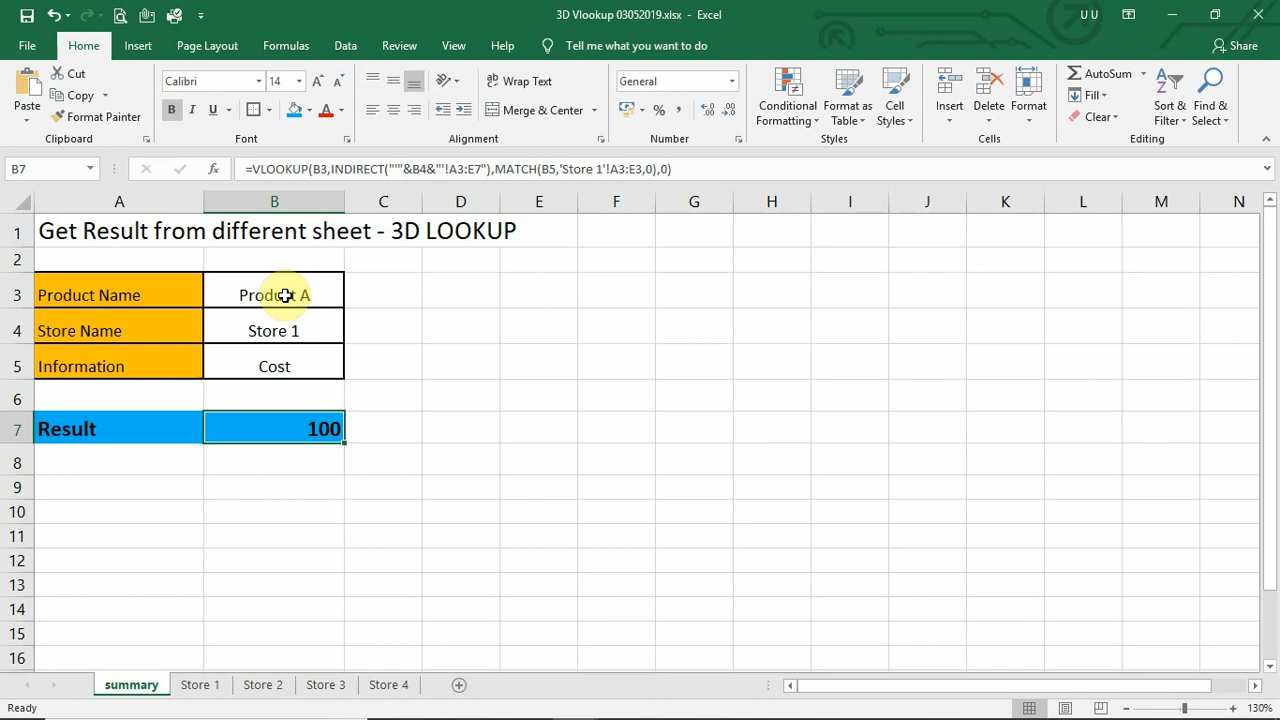 3D Vlookup 03052019.xlsx - Excel
U U
File Home Insert Page Layout Formulas Data Review View Help Tell me what you want to do Share
Paste
Cut
Copy
Format Painter
Clipboard
Calibri 14
B I U
Font
Wrap Text
Merge & Center
Alignment
General
Number
Conditional Formatting
Format as Table
Cell Styles
Styles
Insert Delete Format
Cells
AutoSum
Fill
Clear
Sort & Filter
Find & Select
Editing
B7 fx =VLOOKUP(B3,INDIRECT("'"&B4&"'!A3:E7"),MATCH(B5,'Store 1'!A3:E3,0),0)
A B C D E F G H I J K L M N
1 Get Result from different sheet - 3D LOOKUP
2
3 Product Name Product A
4 Store Name Store 1
5 Information Cost
6
7 Result 100
8
9
10
11
12
13
14
15
16
summary Store 1 Store 2 Store 3 Store 4
Ready 130%